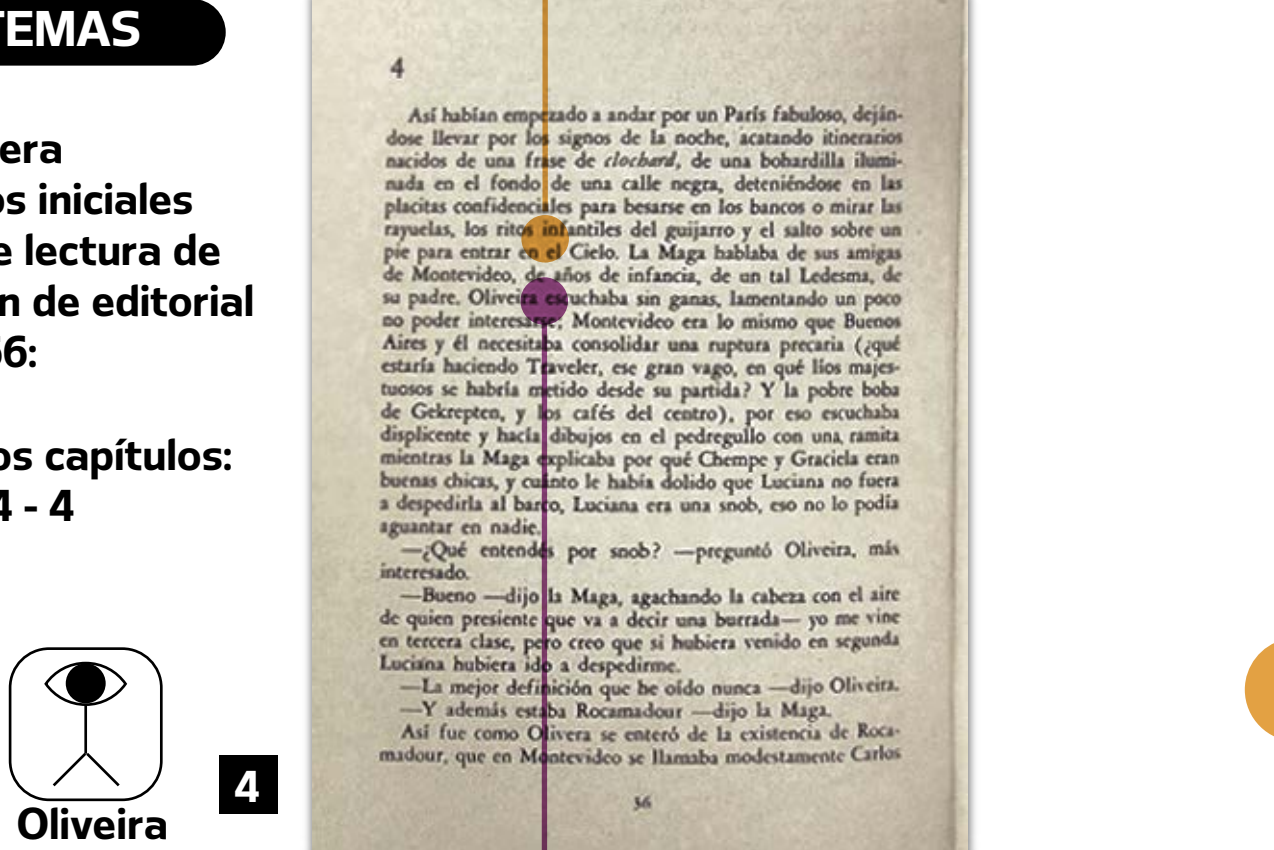 TEMAS
era
os iniciales
e lectura de
n de editorial
66:
os capítulos:
4 - 4
Oliveira
4
4
Así habían empezado a andar por un París fabuloso, deján-
dose llevar por los signos de la noche, acatando itinerarios
nacidos de una frase de clochard, de una bohardilla ilumi-
nada en el fondo de una calle negra, deteniéndose en las
placitas confidenciales para besarse en los bancos o mirar las
rayuelas, los ritos infantiles del guijarro y el salto sobre un
pie para entrar en el Cielo. La Maga hablaba de sus amigas
de Montevideo, de años de infancia, de un tal Ledesma, de
su padre. Oliveira escuchaba sin ganas, lamentando un poco
no poder interesarse; Montevideo era lo mismo que Buenos
Aires y él necesitaba consolidar una ruptura precaria (¿qué
estaría haciendo Traveler, ese gran vago, en qué líos majes-
tuosos se habría metido desde su partida? Y la pobre boba
de Gekrepten, y los cafés del centro), por eso escuchaba
displicente y hacía dibujos en el pedregullo con una ramita
mientras la Maga explicaba por qué Chempe y Graciela eran
buenas chicas, y cuánto le había dolido que Luciana no fuera
a despedirla al barco, Luciana era una snob, eso no lo podía
aguantar en nadie.
—¿Qué entendés por snob? —preguntó Oliveira, más
interesado.
—Bueno —dijo la Maga, agachando la cabeza con el aire
de quien presiente que va a decir una burrada— yo me vine
en tercera clase, pero creo que si hubiera venido en segunda
Luciana hubiera ido a despedirme.
—La mejor definición que he oído nunca —dijo Oliveira.
—Y además estaba Rocamadour —dijo la Maga.
Así fue como Olivera se enteró de la existencia de Roca-
madour, que en Montevideo se llamaba modestamente Carlos
36